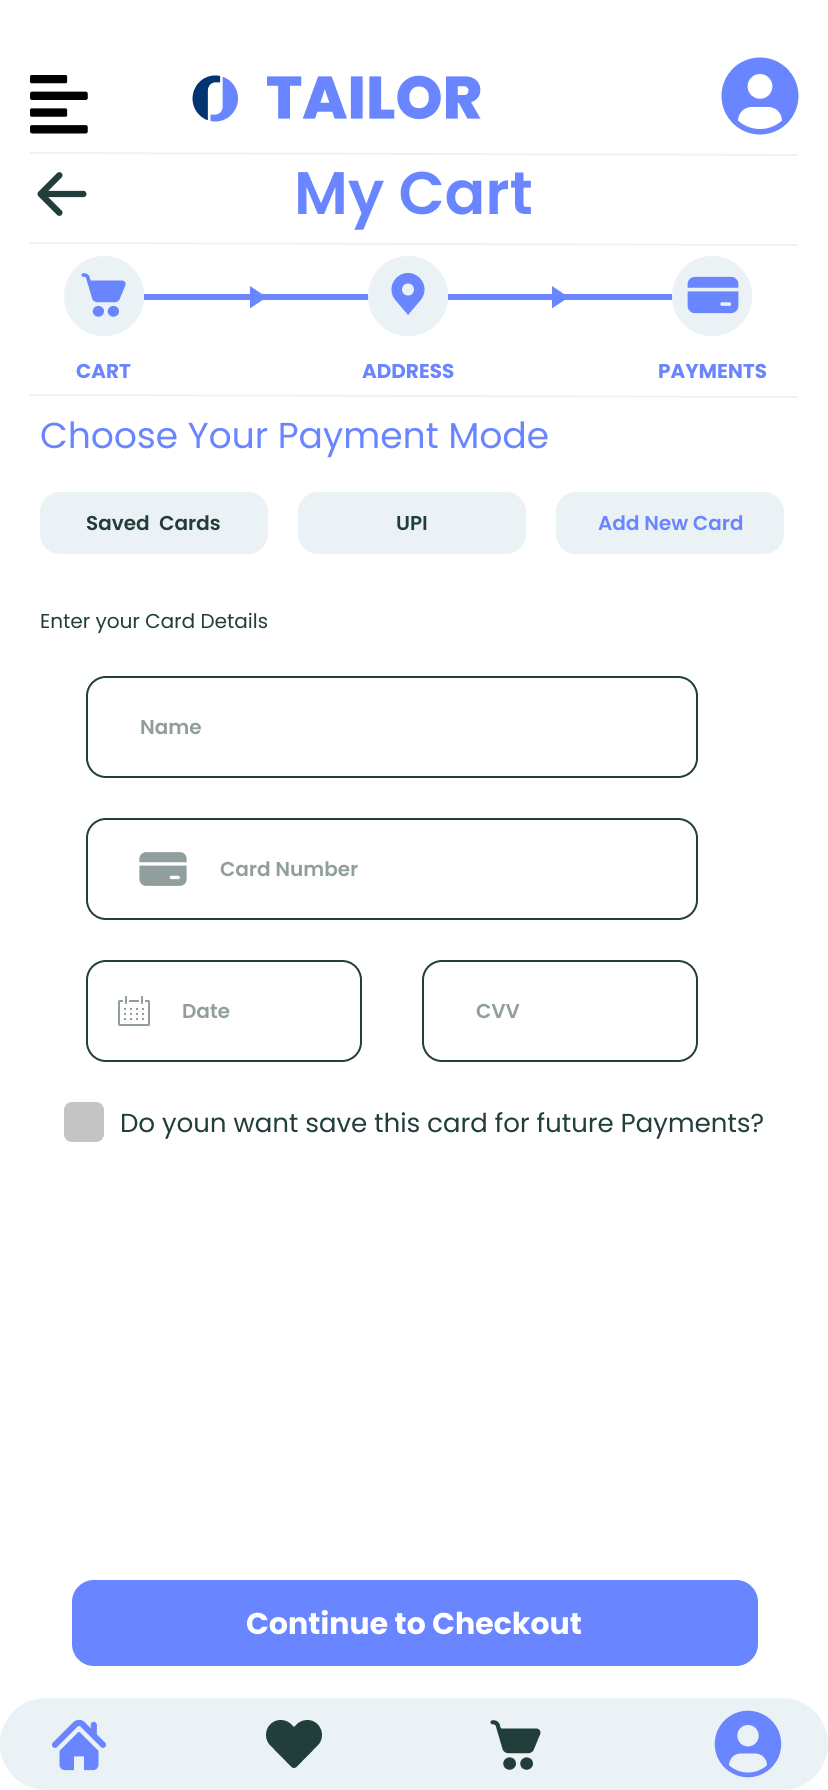 TAILOR
My Cart
CART
ADDRESS
PAYMENTS
Choose Your Payment Mode
Saved  Cards
UPI
Add New Card
Enter your Card Details
Name
Card Number
Date
CVV
Do youn want save this card for future Payments?
Continue to Checkout